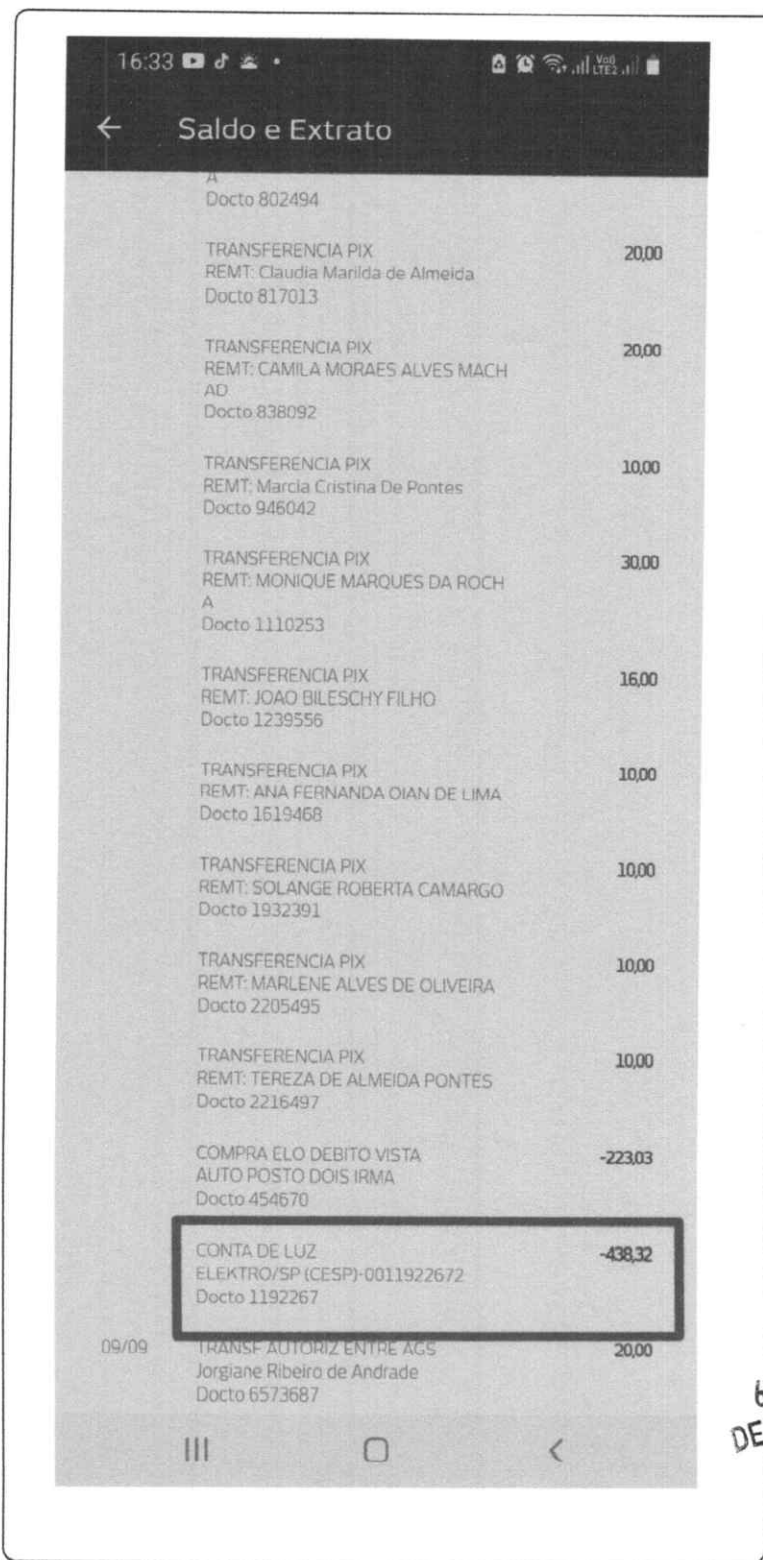 16:33
Voo
LTE2
Saldo e Extrato
A
Docto 802494
TRANSFERENCIA PIX 20,00
REMT: Claudia Marilda de Almeida
Docto 817013
TRANSFERENCIA PIX 20,00
REMT: CAMILA MORAES ALVES MACH
AD
Docto 838092
TRANSFERENCIA PIX 10,00
REMT: Marcia Cristina De Pontes
Docto 946042
TRANSFERENCIA PIX 30,00
REMT: MONIQUE MARQUES DA ROCH
A
Docto 1110253
TRANSFERENCIA PIX 16,00
REMT: JOAO BILESCHY FILHO
Docto 1239556
TRANSFERENCIA PIX 10,00
REMT: ANA FERNANDA OIAN DE LIMA
Docto 1619468
TRANSFERENCIA PIX 10,00
REMT: SOLANGE ROBERTA CAMARGO
Docto 1932391
TRANSFERENCIA PIX 10,00
REMT: MARLENE ALVES DE OLIVEIRA
Docto 2205495
TRANSFERENCIA PIX 10,00
REMT: TEREZA DE ALMEIDA PONTES
Docto 2216497
COMPRA ELO DEBITO VISTA -223,03
AUTO POSTO DOIS IRMA
Docto 454670
CONTA DE LUZ -438,32
ELEKTRO/SP (CESP)-0011922672
Docto 1192267
09/09 TRANSF AUTORIZ ENTRE AGS 20,00
Jorgiane Ribeiro de Andrade
Docto 6573687
DE